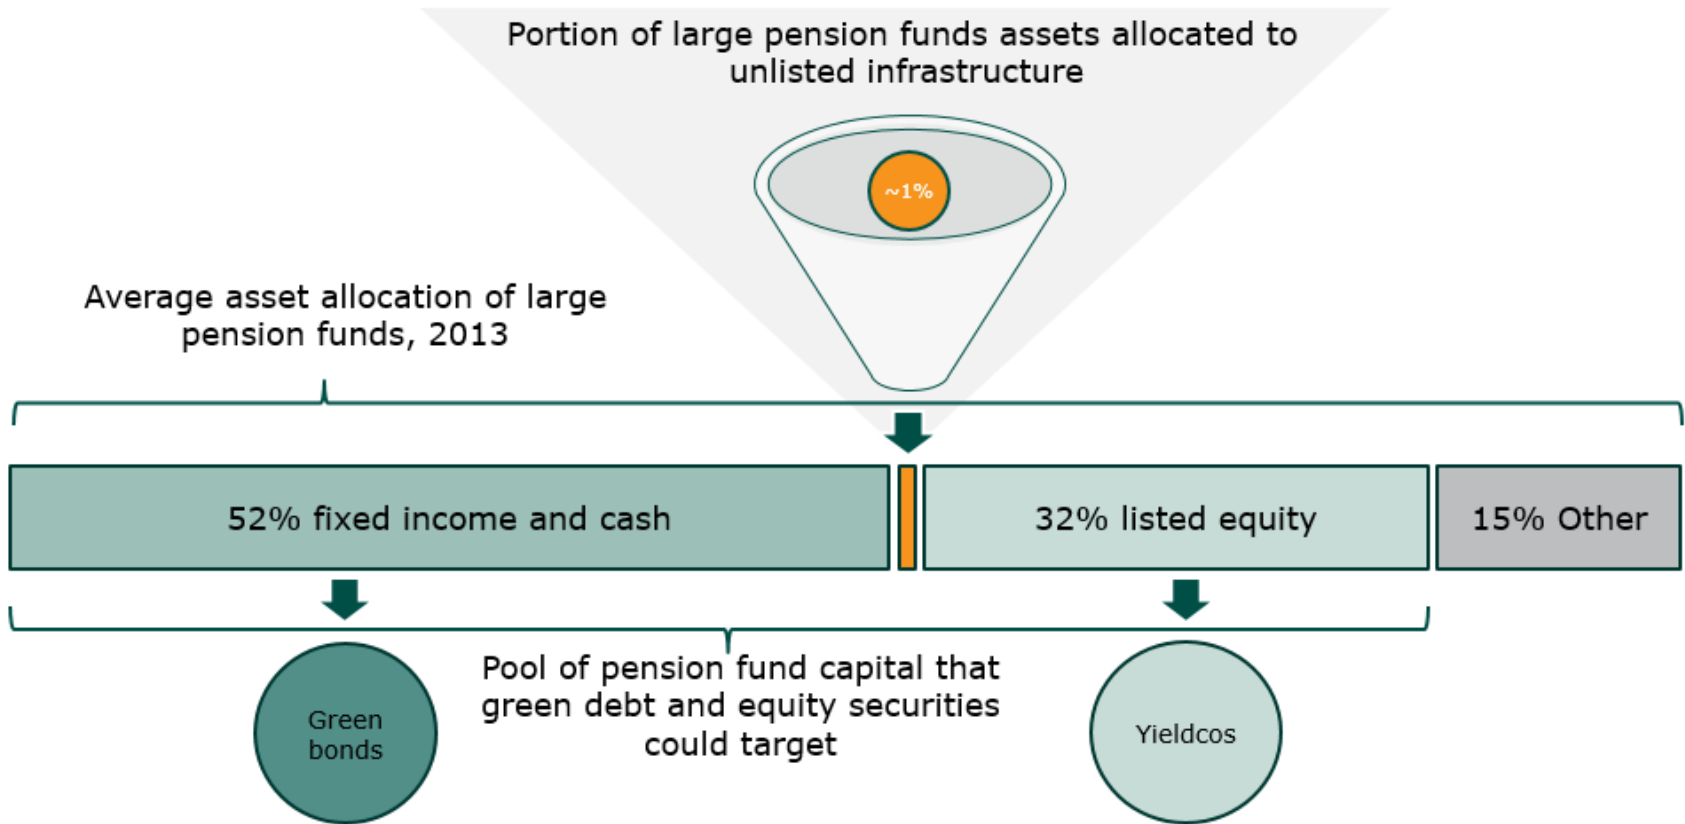 Portion of large pension funds assets allocated to
unlisted infrastructure
~1%
Average asset allocation of large
pension funds, 2013
52% fixed income and cash
32% listed equity
15% Other
Pool of pension fund capital that
green debt and equity securities
could target
Green
bonds
Yieldcos